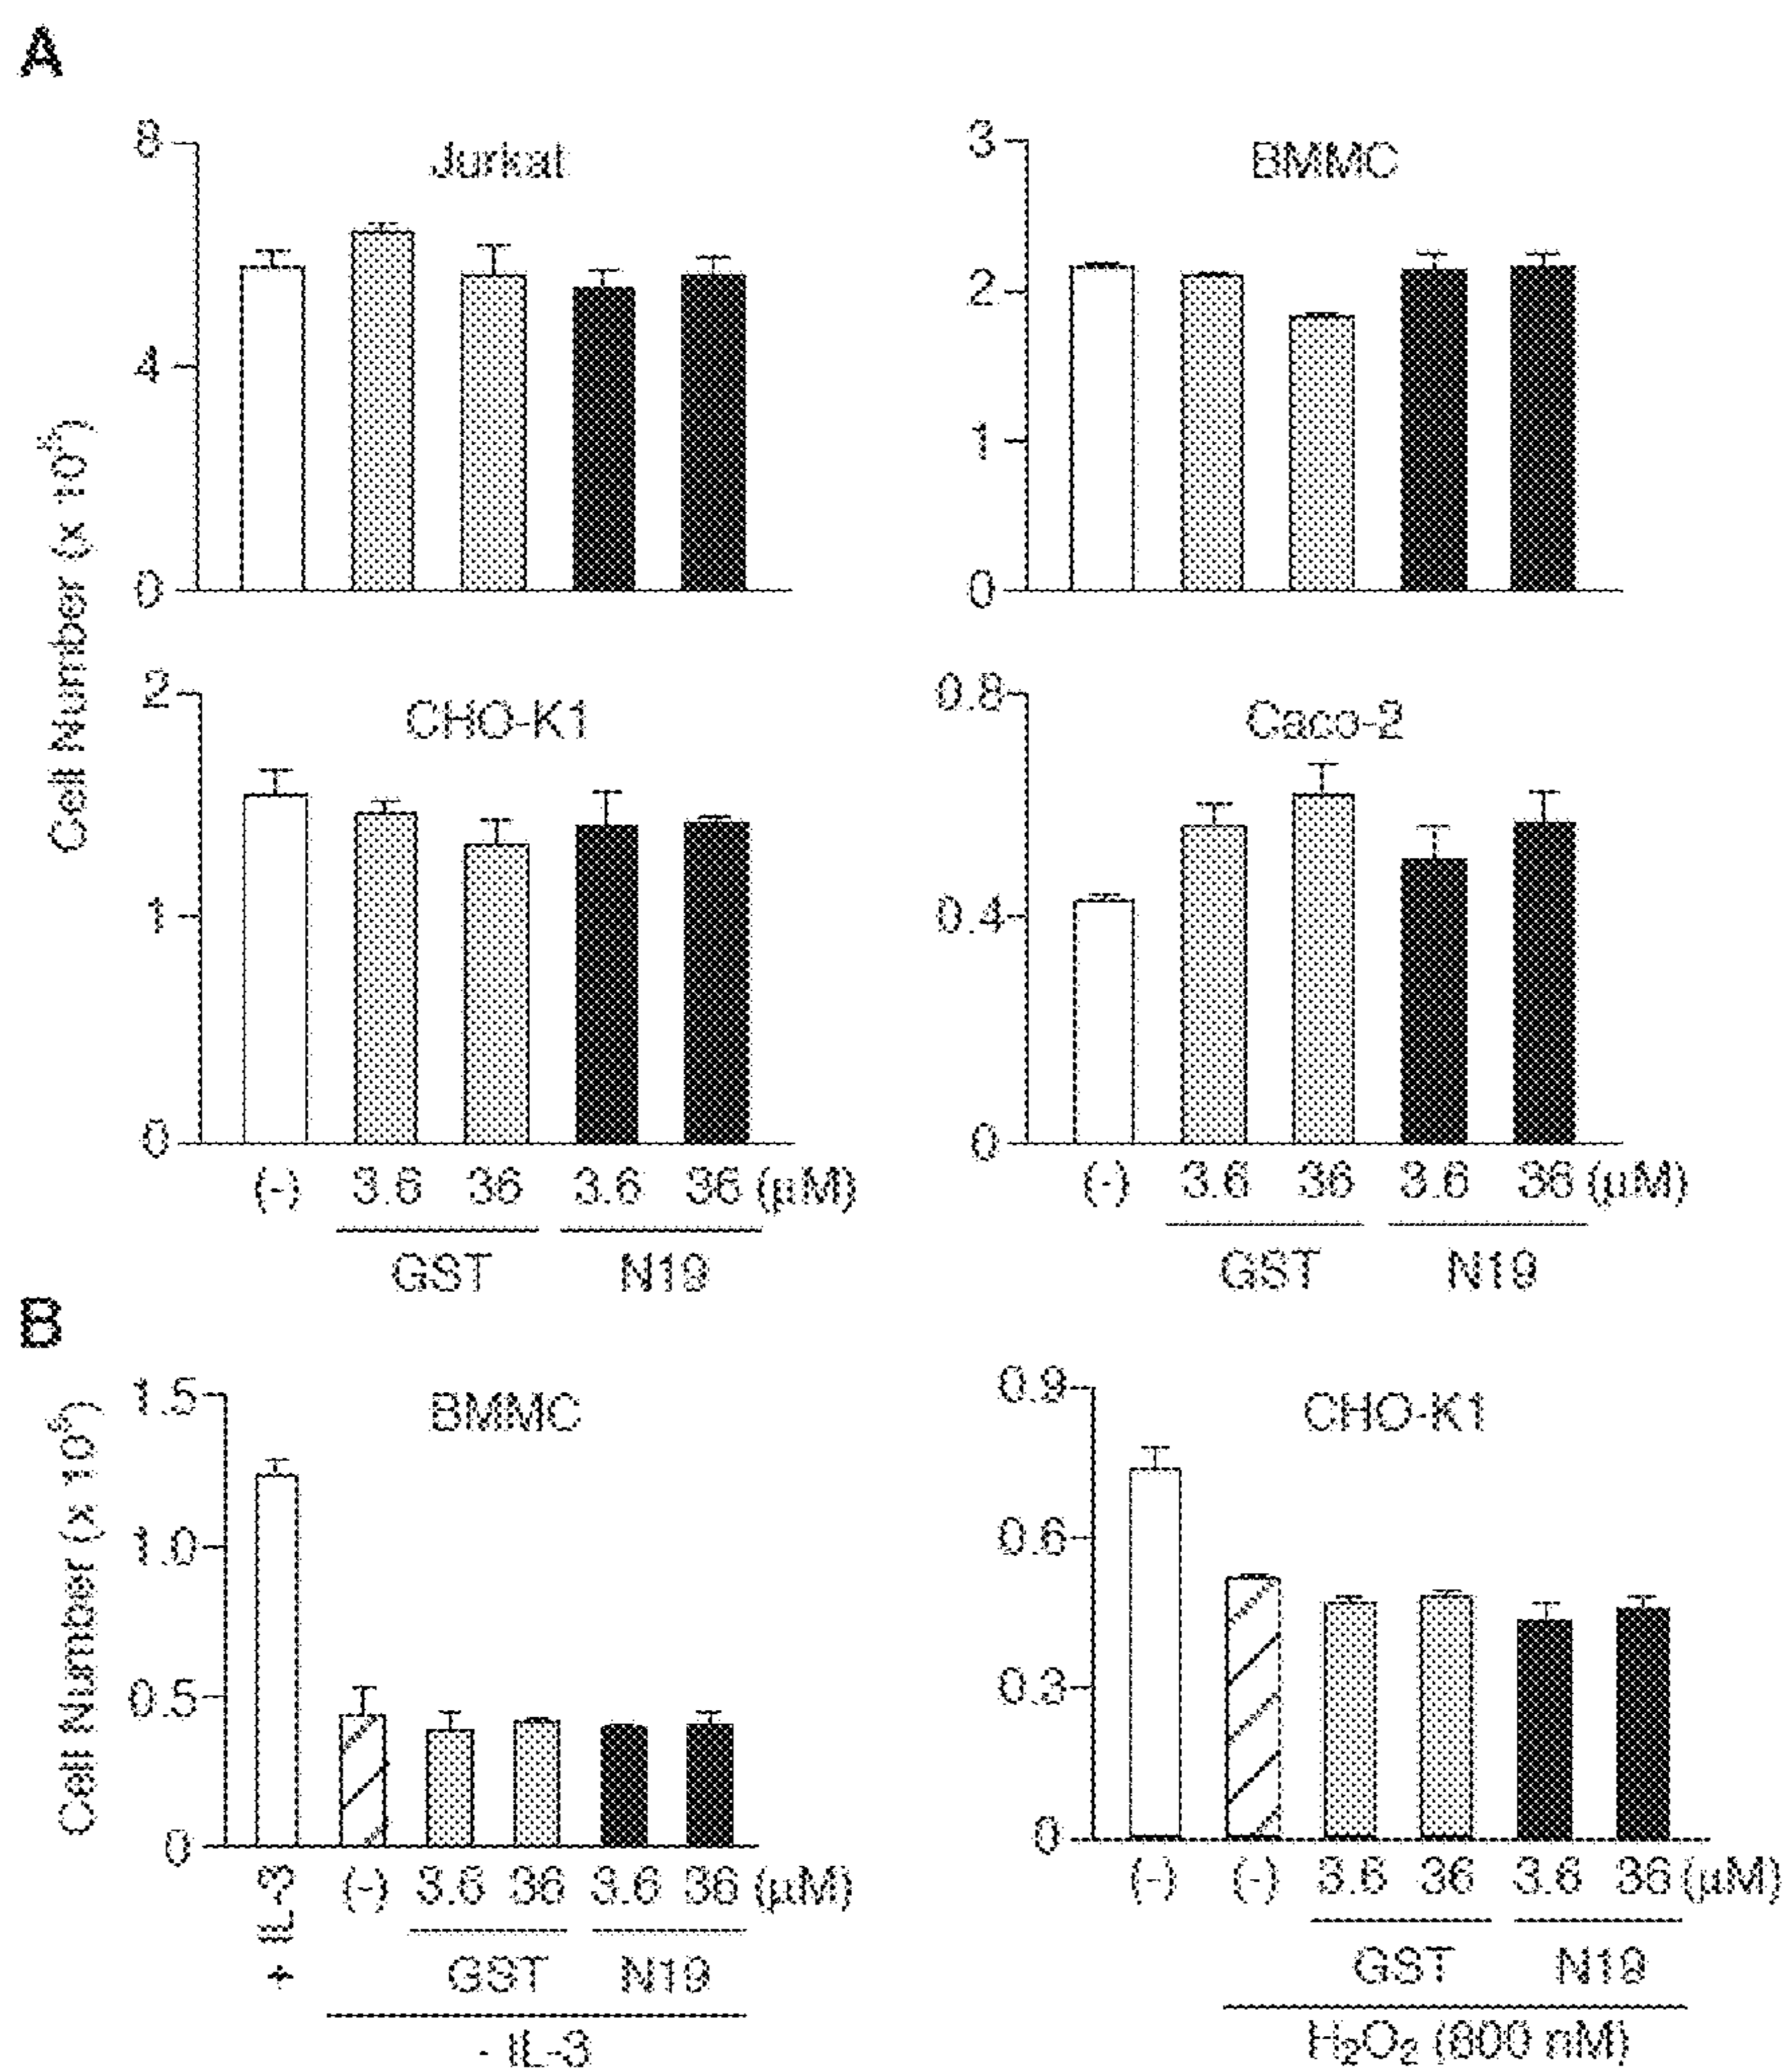 A
Cell Number (x 10⁵)
Jurkat
8
4
0
BMMC
3
2
1
0
CHO-K1
2
1
0
(-) 3.6 36 3.6 36 (μM)
GST N19
Caco-2
0.8
0.4
0
(-) 3.6 36 3.6 36 (μM)
GST N19
B
Cell Number (x 10⁵)
BMMC
1.5
1.0
0.5
0
+ IL-3 (-) 3.6 36 3.6 36 (μM)
GST N19
- IL-3
CHO-K1
0.9
0.6
0.3
0
(-) (-) 3.6 36 3.6 36 (μM)
GST N19
H₂O₂ (600 nM)